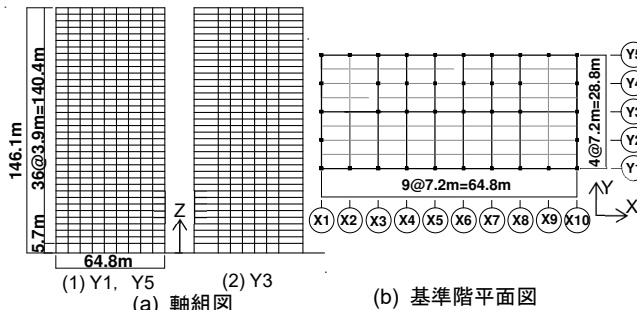 146.1m
36@3.9m=140.4m
5.7m
Z
64.8m
(1) Y1, Y5
(2) Y3
(a) 軸組図
Y5
Y4
Y3
Y2
Y1
4@7.2m=28.8m
9@7.2m=64.8m
Y
X
X1 X2 X3 X4 X5 X6 X7 X8 X9 X10
(b) 基準階平面図